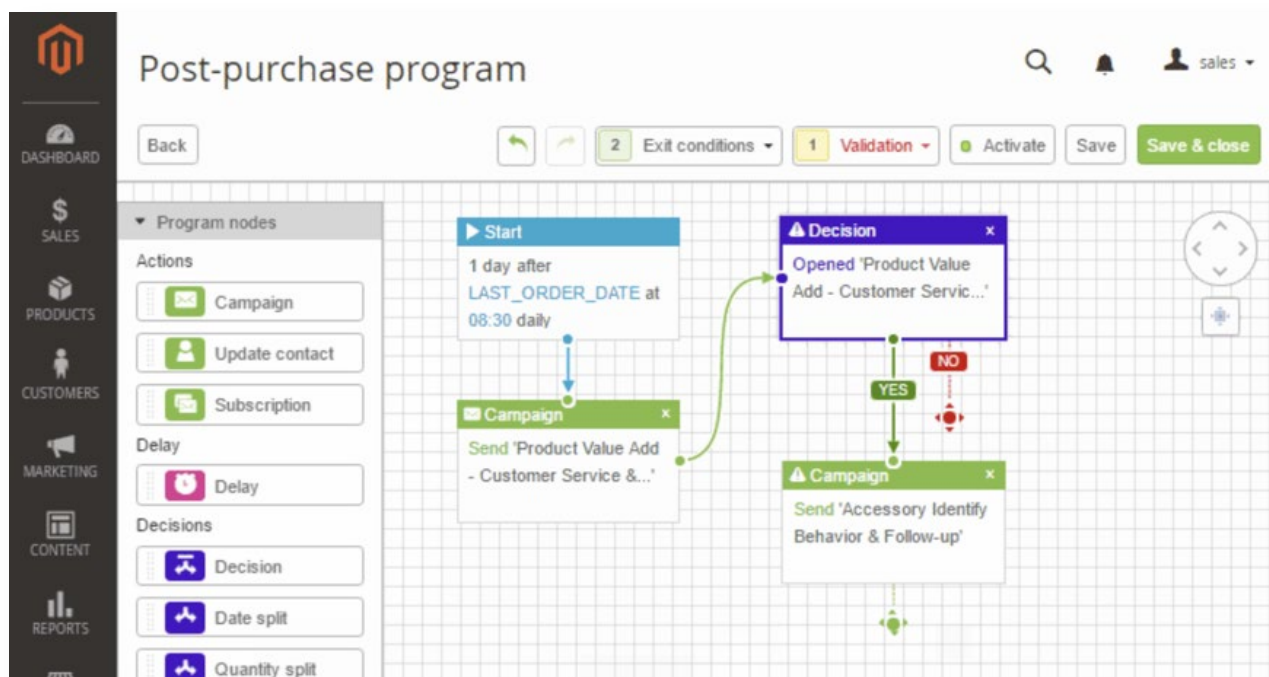 Post-purchase program
sales
Back
2 Exit conditions
1 Validation
Activate
Save
Save & close
DASHBOARD
SALES
PRODUCTS
CUSTOMERS
MARKETING
CONTENT
REPORTS
Program nodes
Actions
Campaign
Update contact
Subscription
Delay
Delay
Decisions
Decision
Date split
Quantity split
Start
1 day after
LAST_ORDER_DATE at
08:30 daily
Campaign
Send 'Product Value Add
- Customer Service &...'
Decision
Opened 'Product Value
Add - Customer Servic...'
NO
YES
Campaign
Send 'Accessory Identify
Behavior & Follow-up'